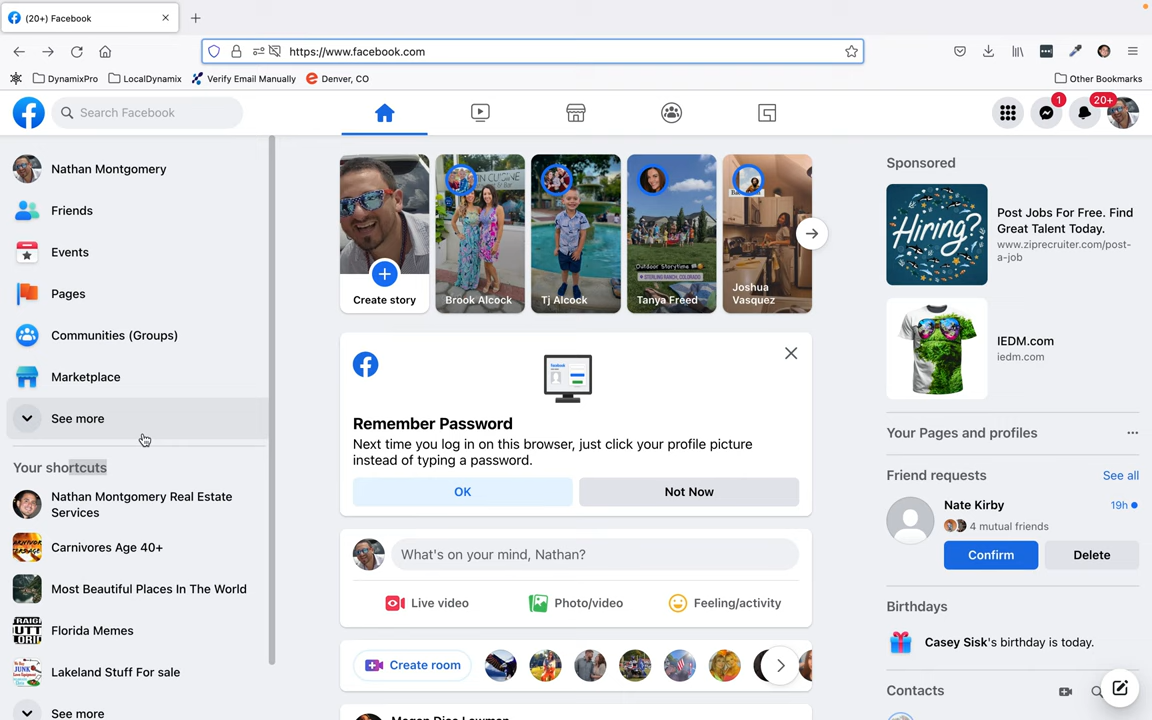 (20+) Facebook
https://www.facebook.com
DynamixPro
LocalDynamix
Verify Email Manually
Denver, CO
Other Bookmarks
Search Facebook
1
20+
Nathan Montgomery
Friends
Events
Pages
Communities (Groups)
Marketplace
See more
Your shortcuts
Nathan Montgomery Real Estate
Services
Carnivores Age 40+
Most Beautiful Places In The World
Florida Memes
Lakeland Stuff For sale
See more
Create story
Brook Alcock
Tj Alcock
Outdoor Storytime
STERLING RANCH, COLORADO
Tanya Freed
Joshua
Vasquez
Remember Password
Next time you log in on this browser, just click your profile picture
instead of typing a password.
OK
Not Now
What's on your mind, Nathan?
Live video
Photo/video
Feeling/activity
Create room
Sponsored
Hiring?
Post Jobs For Free. Find
Great Talent Today.
www.ziprecruiter.com/post-
a-job
IEDM.com
iedm.com
Your Pages and profiles
Friend requests
See all
Nate Kirby
19h
4 mutual friends
Confirm
Delete
Birthdays
Casey Sisk's birthday is today.
Contacts